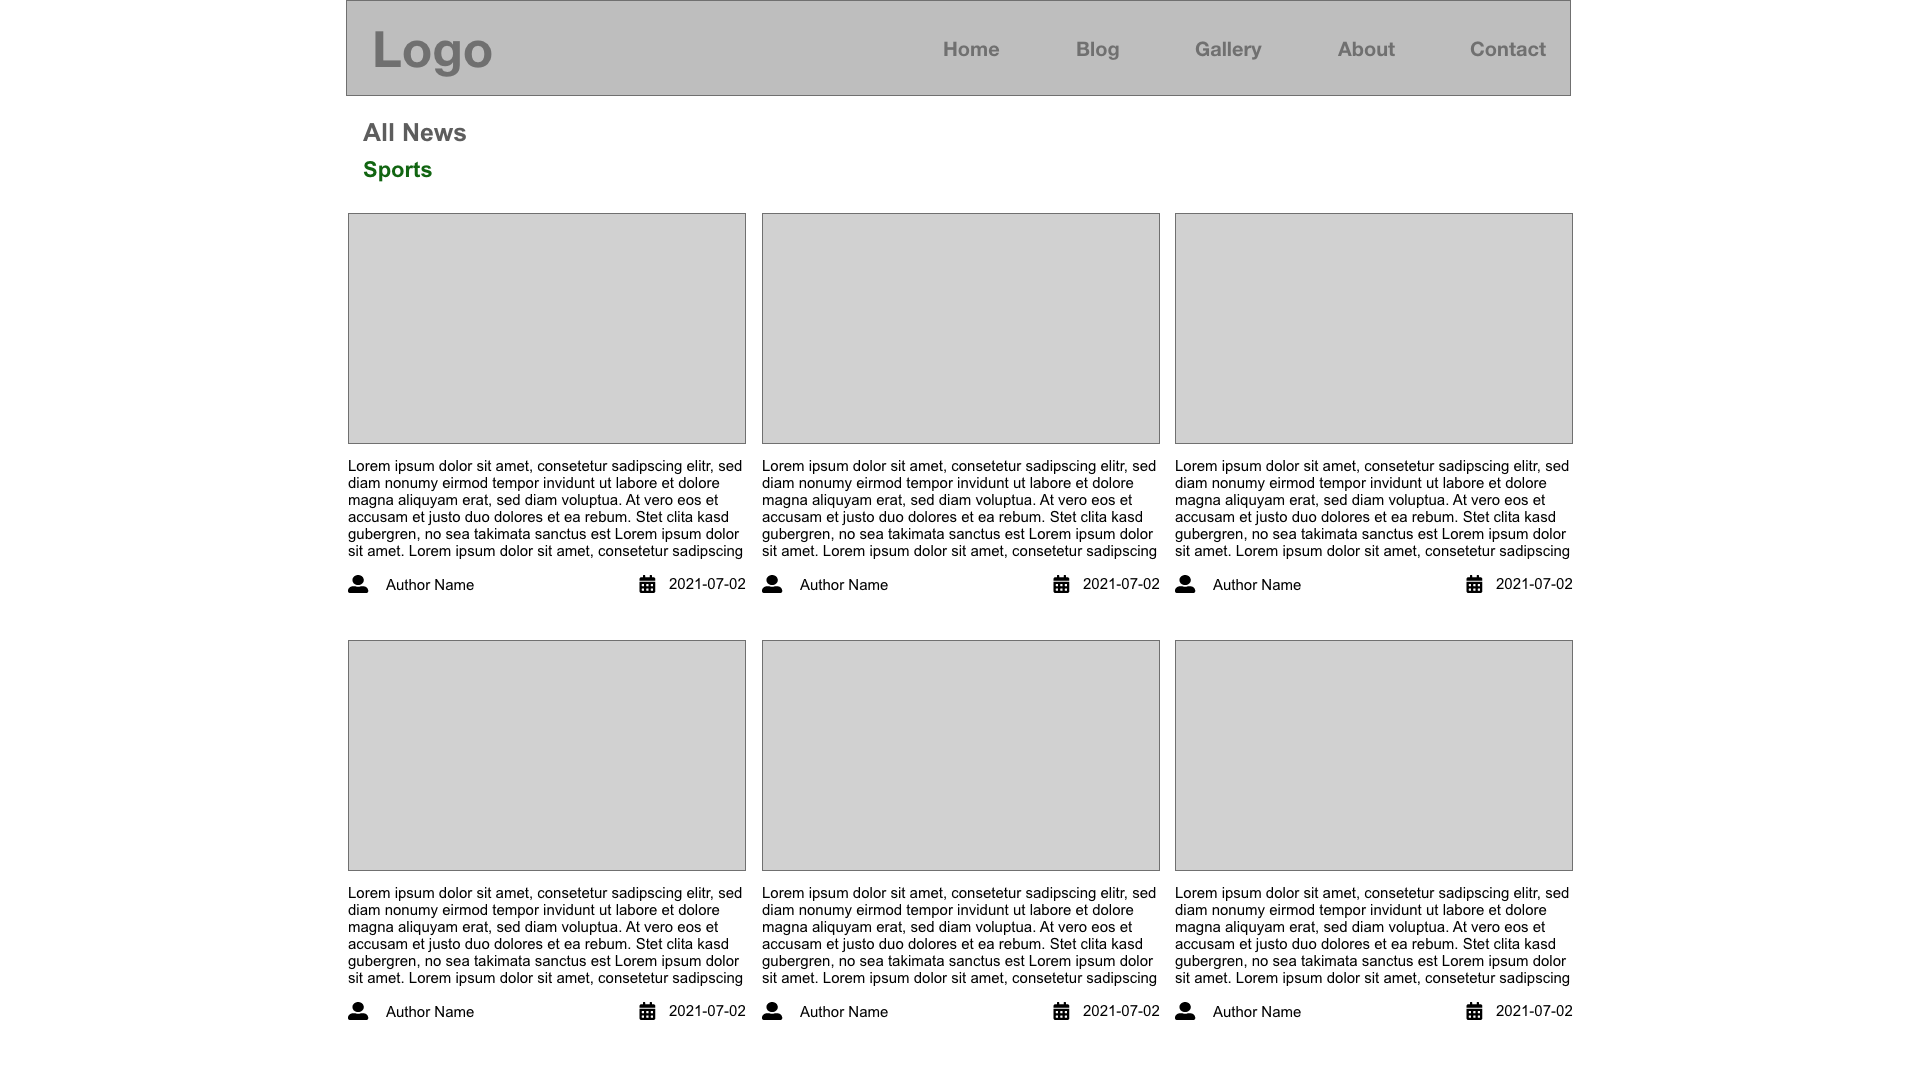 Logo
Home Blog Gallery About Contact
All News
Sports
Lorem ipsum dolor sit amet, consetetur sadipscing elitr, sed
diam nonumy eirmod tempor invidunt ut labore et dolore
magna aliquyam erat, sed diam voluptua. At vero eos et
accusam et justo duo dolores et ea rebum. Stet clita kasd
gubergren, no sea takimata sanctus est Lorem ipsum dolor
sit amet. Lorem ipsum dolor sit amet, consetetur sadipscing
Author Name 2021-07-02
Lorem ipsum dolor sit amet, consetetur sadipscing elitr, sed
diam nonumy eirmod tempor invidunt ut labore et dolore
magna aliquyam erat, sed diam voluptua. At vero eos et
accusam et justo duo dolores et ea rebum. Stet clita kasd
gubergren, no sea takimata sanctus est Lorem ipsum dolor
sit amet. Lorem ipsum dolor sit amet, consetetur sadipscing
Author Name 2021-07-02
Lorem ipsum dolor sit amet, consetetur sadipscing elitr, sed
diam nonumy eirmod tempor invidunt ut labore et dolore
magna aliquyam erat, sed diam voluptua. At vero eos et
accusam et justo duo dolores et ea rebum. Stet clita kasd
gubergren, no sea takimata sanctus est Lorem ipsum dolor
sit amet. Lorem ipsum dolor sit amet, consetetur sadipscing
Author Name 2021-07-02
Lorem ipsum dolor sit amet, consetetur sadipscing elitr, sed
diam nonumy eirmod tempor invidunt ut labore et dolore
magna aliquyam erat, sed diam voluptua. At vero eos et
accusam et justo duo dolores et ea rebum. Stet clita kasd
gubergren, no sea takimata sanctus est Lorem ipsum dolor
sit amet. Lorem ipsum dolor sit amet, consetetur sadipscing
Author Name 2021-07-02
Lorem ipsum dolor sit amet, consetetur sadipscing elitr, sed
diam nonumy eirmod tempor invidunt ut labore et dolore
magna aliquyam erat, sed diam voluptua. At vero eos et
accusam et justo duo dolores et ea rebum. Stet clita kasd
gubergren, no sea takimata sanctus est Lorem ipsum dolor
sit amet. Lorem ipsum dolor sit amet, consetetur sadipscing
Author Name 2021-07-02
Lorem ipsum dolor sit amet, consetetur sadipscing elitr, sed
diam nonumy eirmod tempor invidunt ut labore et dolore
magna aliquyam erat, sed diam voluptua. At vero eos et
accusam et justo duo dolores et ea rebum. Stet clita kasd
gubergren, no sea takimata sanctus est Lorem ipsum dolor
sit amet. Lorem ipsum dolor sit amet, consetetur sadipscing
Author Name 2021-07-02